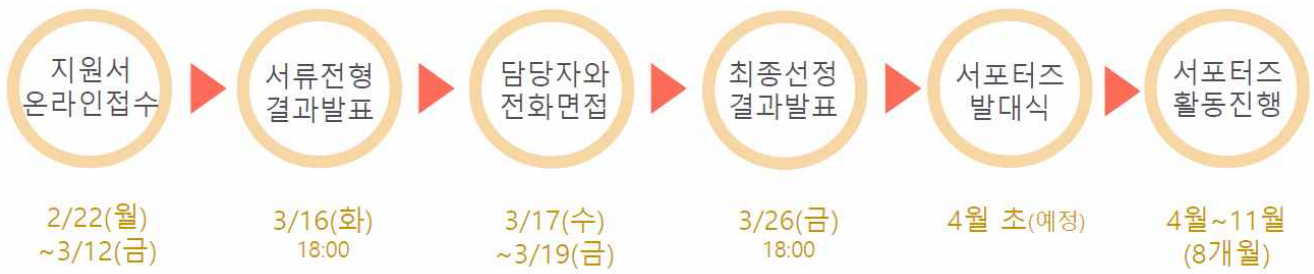 지원서
온라인접수
서류전형
결과발표
담당자와
전화면접
최종선정
결과발표
서포터즈
발대식
서포터즈
활동진행
2/22(월)
~3/12(금)
3/16(화)
18:00
3/17(수)
~3/19(금)
3/26(금)
18:00
4월 초(예정)
4월~11월
(8개월)